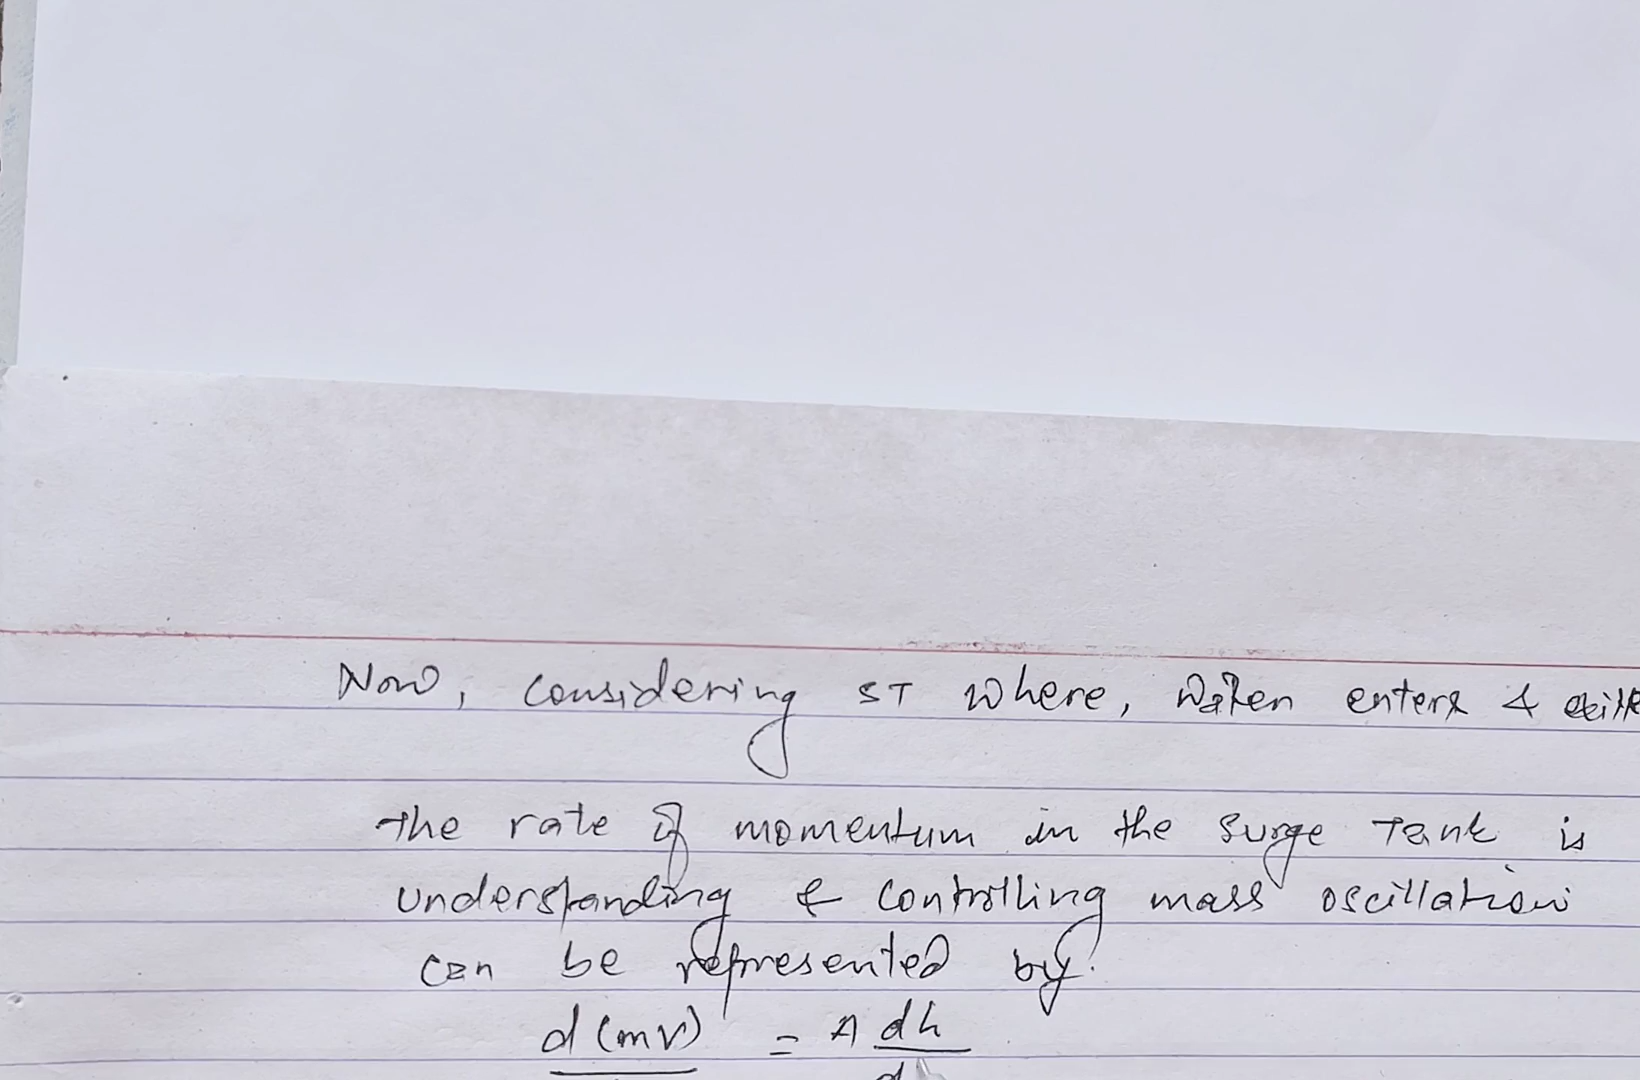 Now, considering ST where, water enters & exits
the rate of momentum in the surge Tank is
understanding & controlling mass oscillation
can be represented by:
d(mv) = A dh
d